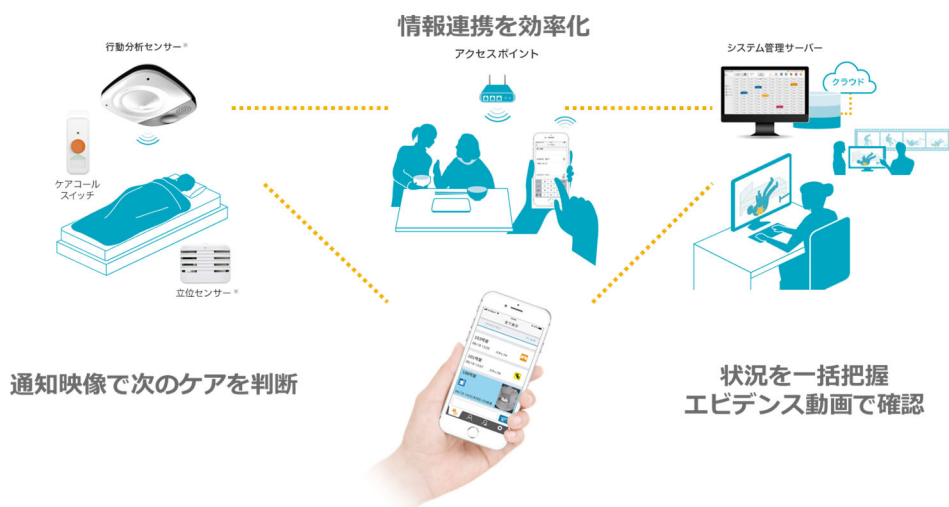 情報連携を効率化
行動分析センサー※
アクセスポイント
システム管理サーバー
クラウド
ケアコール
スイッチ
立位センサー※
通知映像で次のケアを判断
状況を一括把握
エビデンス動画で確認